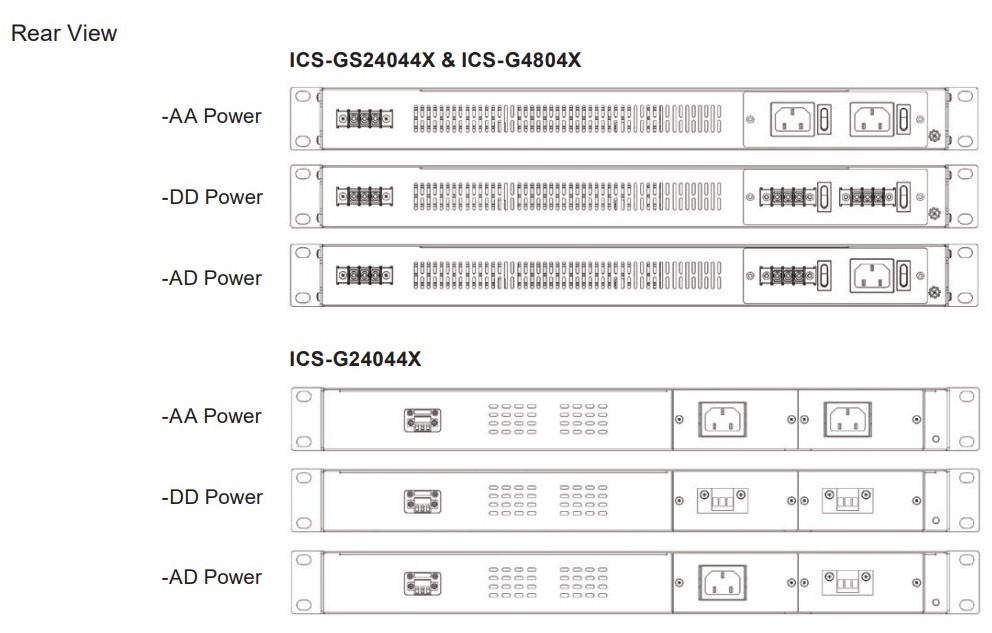 Rear View
ICS-GS24044X & ICS-G4804X
-AA Power
-DD Power
-AD Power
ICS-G24044X
-AA Power
-DD Power
-AD Power